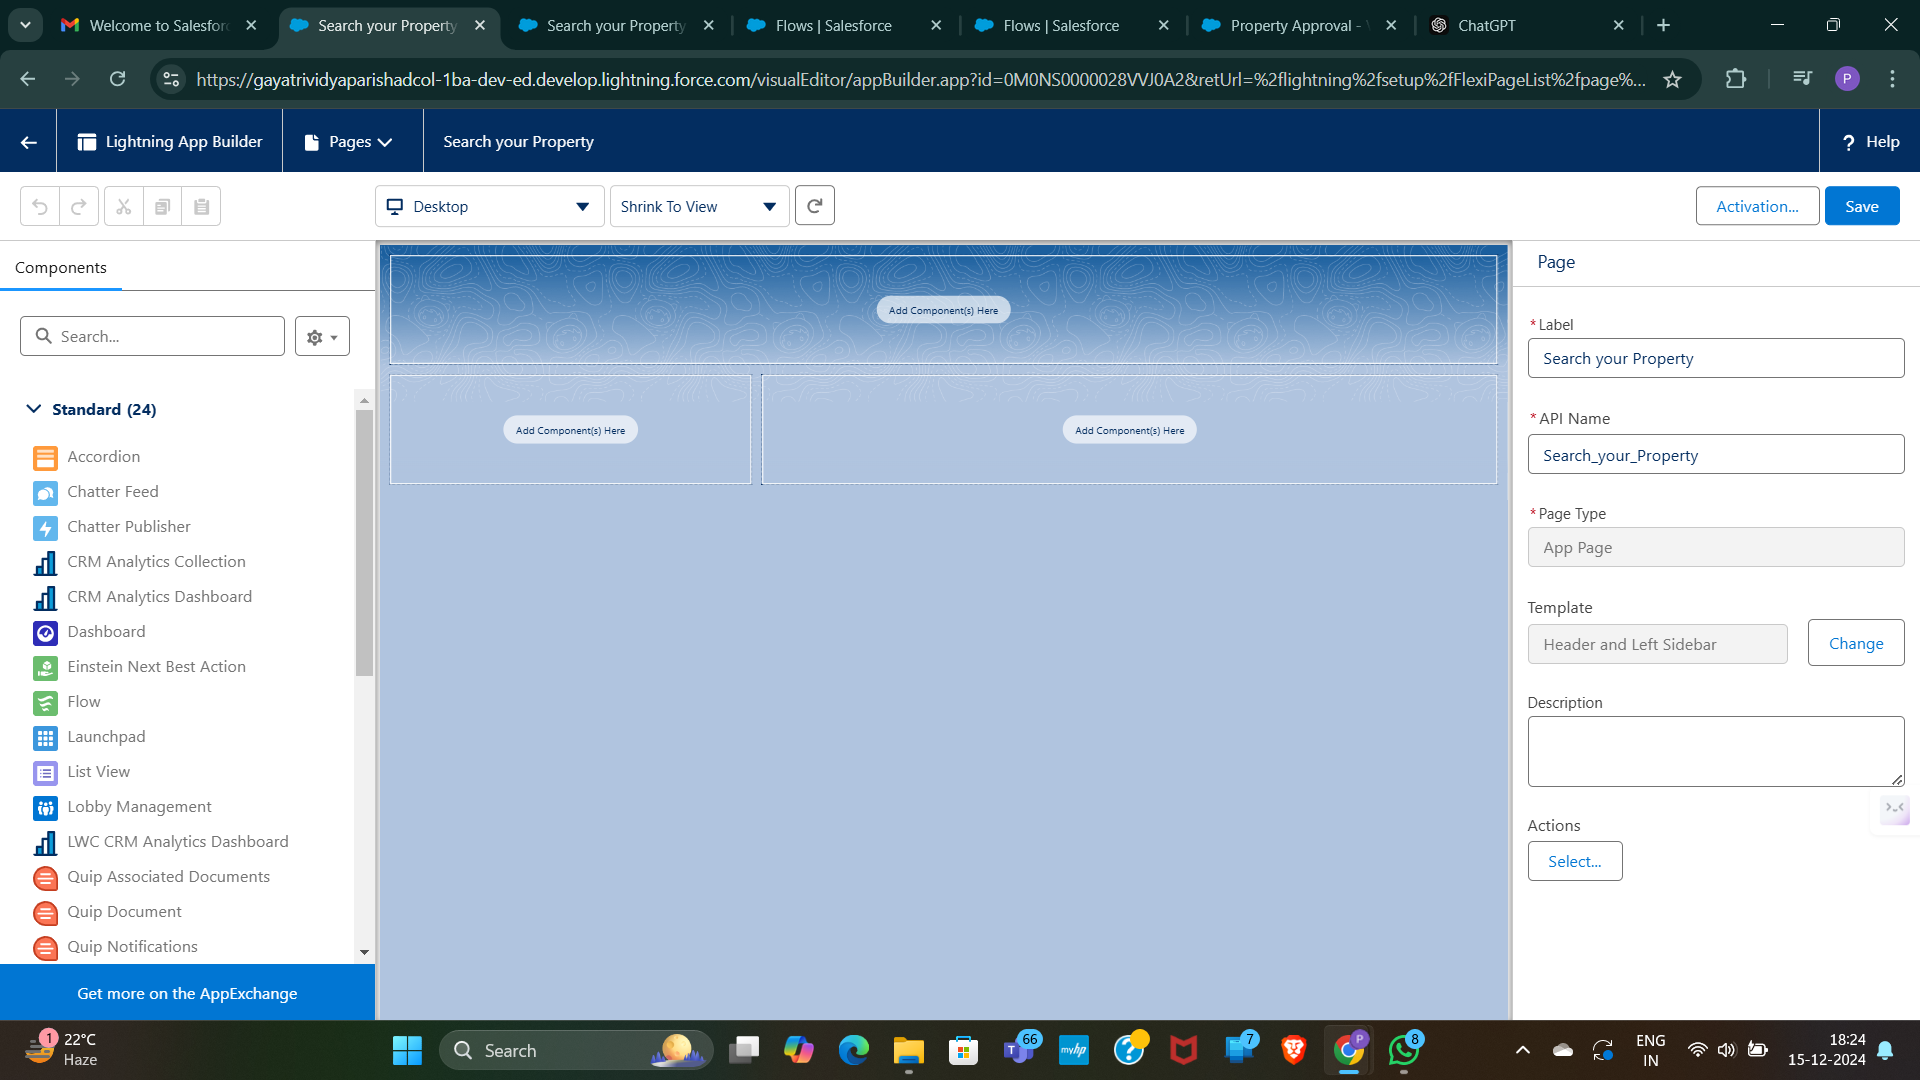 Welcome to Salesfor
Search your Property
Search your Property
Flows | Salesforce
Flows | Salesforce
Property Approval -
ChatGPT
https://gayatrividyaparishadcol-1ba-dev-ed.develop.lightning.force.com/visualEditor/appBuilder.app?id=0M0NS0000028VVJ0A2&retUrl=%2flightning%2fsetup%2fFlexiPageList%2fpage%...
P
Lightning App Builder
Pages
Search your Property
? Help
Desktop
Shrink To View
Activation...
Save
Components
Search...
Standard (24)
Accordion
Chatter Feed
Chatter Publisher
CRM Analytics Collection
CRM Analytics Dashboard
Dashboard
Einstein Next Best Action
Flow
Launchpad
List View
Lobby Management
LWC CRM Analytics Dashboard
Quip Associated Documents
Quip Document
Quip Notifications
Get more on the AppExchange
Add Component(s) Here
Add Component(s) Here
Add Component(s) Here
Page
*Label
Search your Property
*API Name
Search_your_Property
*Page Type
App Page
Template
Header and Left Sidebar
Change
Description
Actions
Select...
1
22°C
Haze
Search
66
T
myhp
?
7
P
8
ENG
IN
18:24
15-12-2024